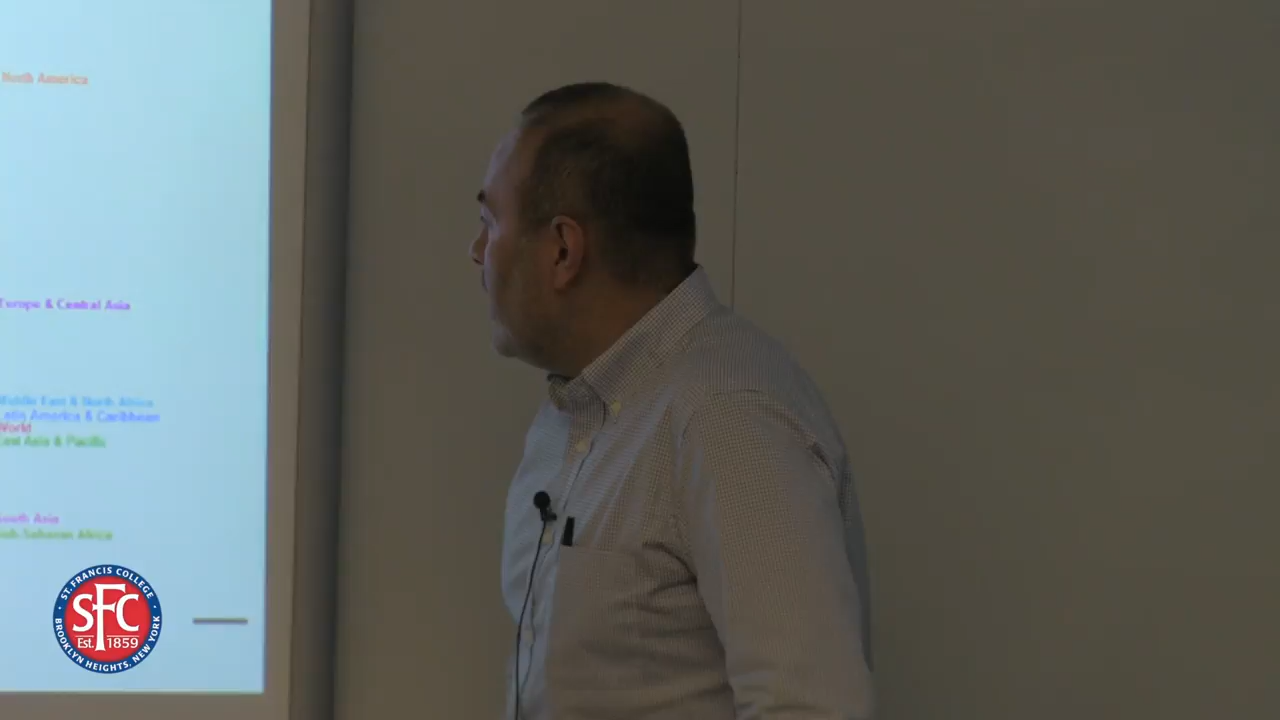 North America
Europe & Central Asia
Middle East & North Africa
Latin America & Caribbean
World
East Asia & Pacific
South Asia
Sub-Saharan Africa
ST. FRANCIS COLLEGE
SFC
Est. 1859
BROOKLYN HEIGHTS, NEW YORK